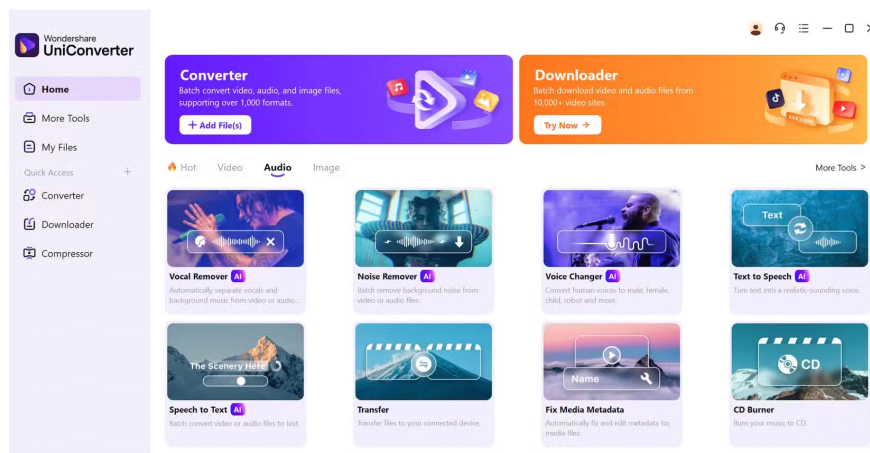 Wondershare
UniConverter
Home
More Tools
My Files
Quick Access +
Converter
Downloader
Compressor
Converter
Batch convert video, audio, and image files,
supporting over 1,000 formats.
+ Add File(s)
Downloader
Batch download video and audio files from
10,000+ video sites.
Try Now →
Hot Video Audio Image
More Tools >
Vocal Remover AI
Automatically separate vocals and
background music from video or audio...
Noise Remover AI
Batch remove background noise from
video or audio files.
Voice Changer AI
Convert human voices to male, female,
child, robot and more.
Text
Text to Speech AI
Turn text into a realistic-sounding voice.
The Scenery Here
Speech to Text AI
Batch convert video or audio files to text.
Transfer
Transfer files to your connected device.
Name
Fix Media Metadata
Automatically fix and edit metadata for
media files.
CD
CD Burner
Burn your music to CD.